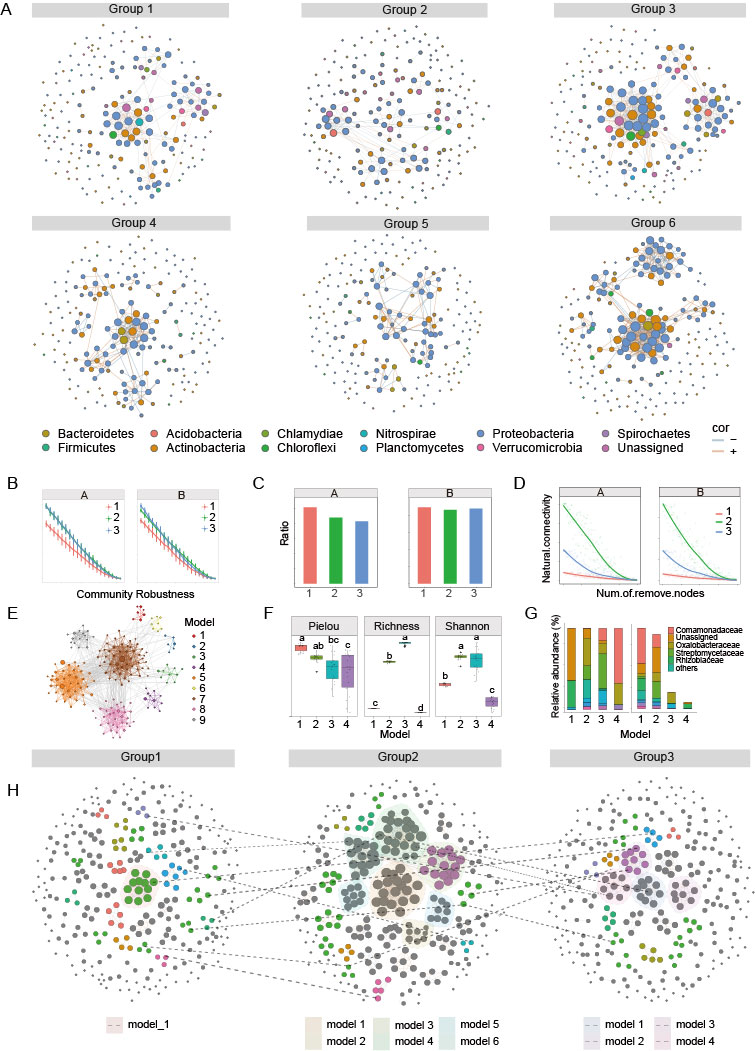 A
Group 1
Group 2
Group 3
Group 4
Group 5
Group 6
Bacteroidetes
Acidobacteria
Chlamydiae
Nitrospirae
Proteobacteria
Spirochaetes
Firmicutes
Actinobacteria
Chloroflexi
Planctomycetes
Verrucomicrobia
Unassigned
cor
−
+
B
A
B
1
2
3
1
2
3
Community Robustness
C
A
B
Ratio
1 2 3
1 2 3
D
A
B
Natural.connectivity
1
2
3
1
2
3
Num.of.remove.nodes
E
Model
1
2
3
4
5
6
7
8
9
F
Pielou
Richness
Shannon
a
ab
bc
c
c
b
a
d
b
a
a
c
1 2 3 4
1 2 3 4
1 2 3 4
Model
G
Relative abundance (%)
Comamonadaceae
Unassigned
Oxalobacteraceae
Streptomycetaceae
Rhizobiaceae
others
1 2 3 4
1 2 3 4
Model
H
Group1
Group2
Group3
model_1
model 1
model 3
model 5
model 2
model 4
model 6
model 1
model 3
model 2
model 4